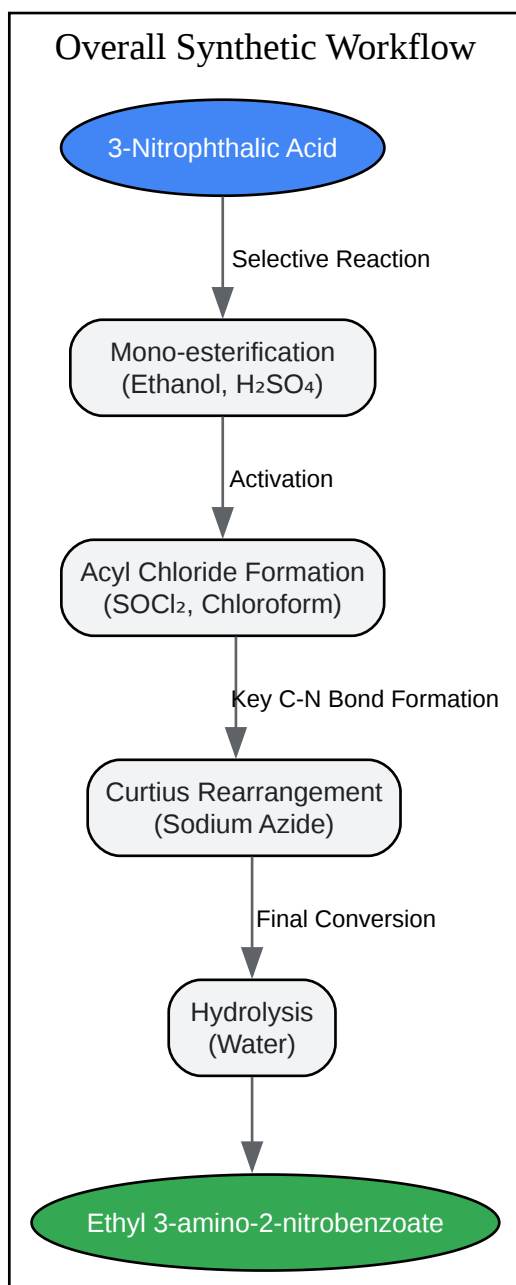 Overall Synthetic Workflow
3-Nitrophthalic Acid
Selective Reaction
Mono-esterification
(Ethanol, H₂SO₄)
Activation
Acyl Chloride Formation
(SOCl₂, Chloroform)
Key C-N Bond Formation
Curtius Rearrangement
(Sodium Azide)
Final Conversion
Hydrolysis
(Water)
Ethyl 3-amino-2-nitrobenzoate